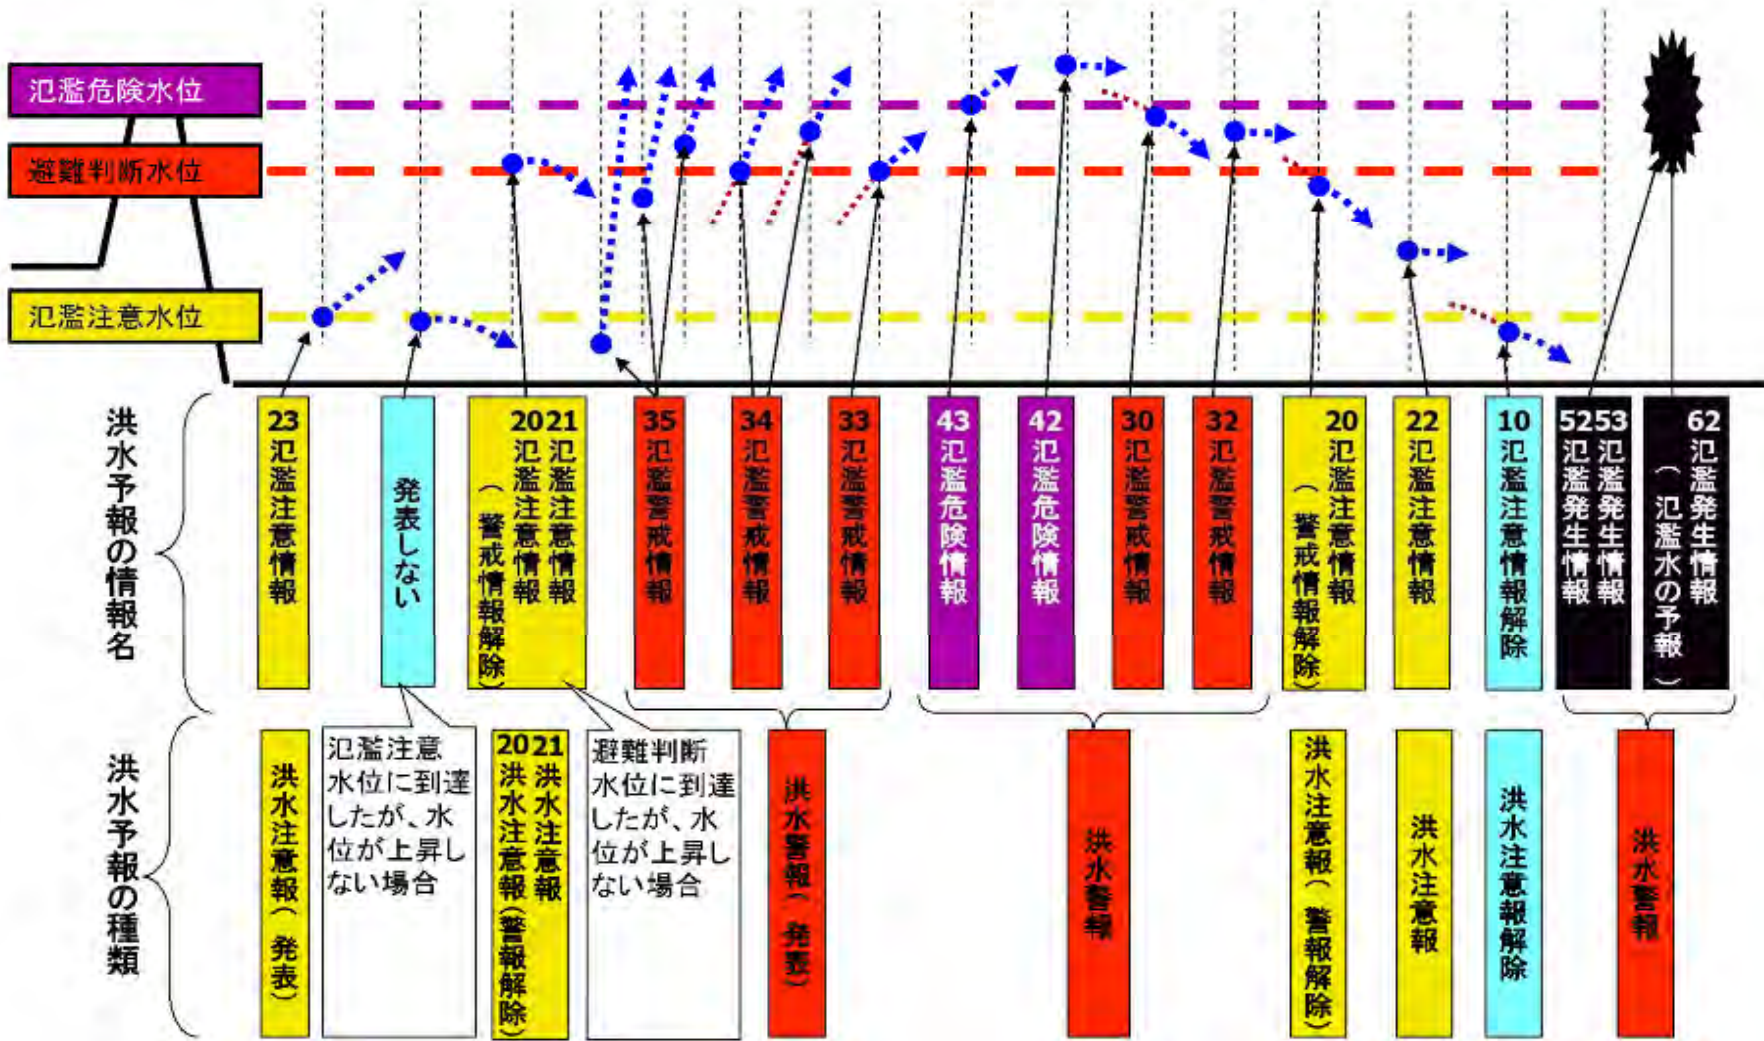 氾濫危険水位
避難判断水位
氾濫注意水位
洪水予報の情報名
23
氾濫注意情報
発表しない
20 21
氾濫注意情報
氾濫注意情報
(警戒情報解除)
35
氾濫警戒情報
34
氾濫警戒情報
33
氾濫警戒情報
43
氾濫危険情報
42
氾濫危険情報
30
氾濫警戒情報
32
氾濫警戒情報
20
氾濫注意情報
(警戒情報解除)
22
氾濫注意情報
10
氾濫注意情報解除
52 53
氾濫発生情報
氾濫発生情報
62
氾濫発生情報
(氾濫水の予報)
洪水予報の種類
洪水注意報(発表)
氾濫注意
水位に到達
したが、水
位が上昇し
ない場合
20 21
洪水注意報
洪水注意報(警報解除)
避難判断
水位に到達
したが、水
位が上昇し
ない場合
洪水警報(発表)
洪水警報
洪水注意報(警報解除)
洪水注意報
洪水注意報解除
洪水警報